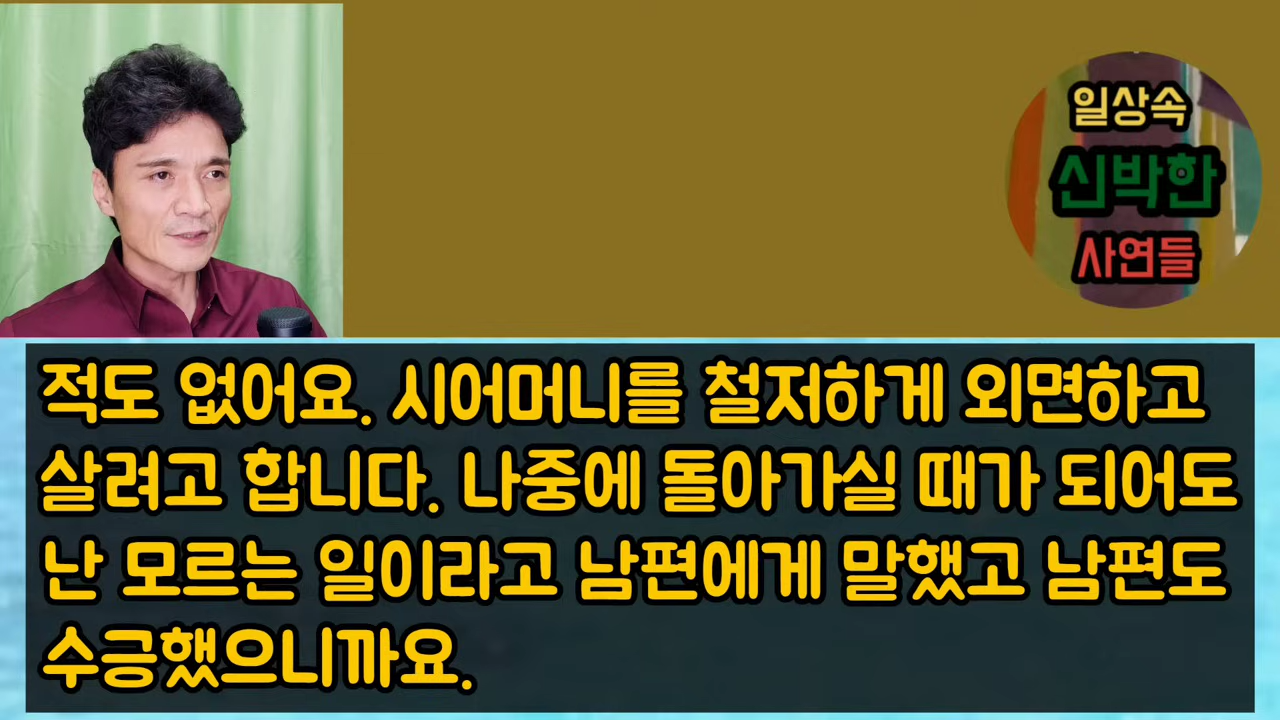 일상속
신박한
사연들
적도 없어요. 시어머니를 철저하게 외면하고
살려고 합니다. 나중에 돌아가실 때가 되어도
난 모르는 일이라고 남편에게 말했고 남편도
수긍했으니까요.